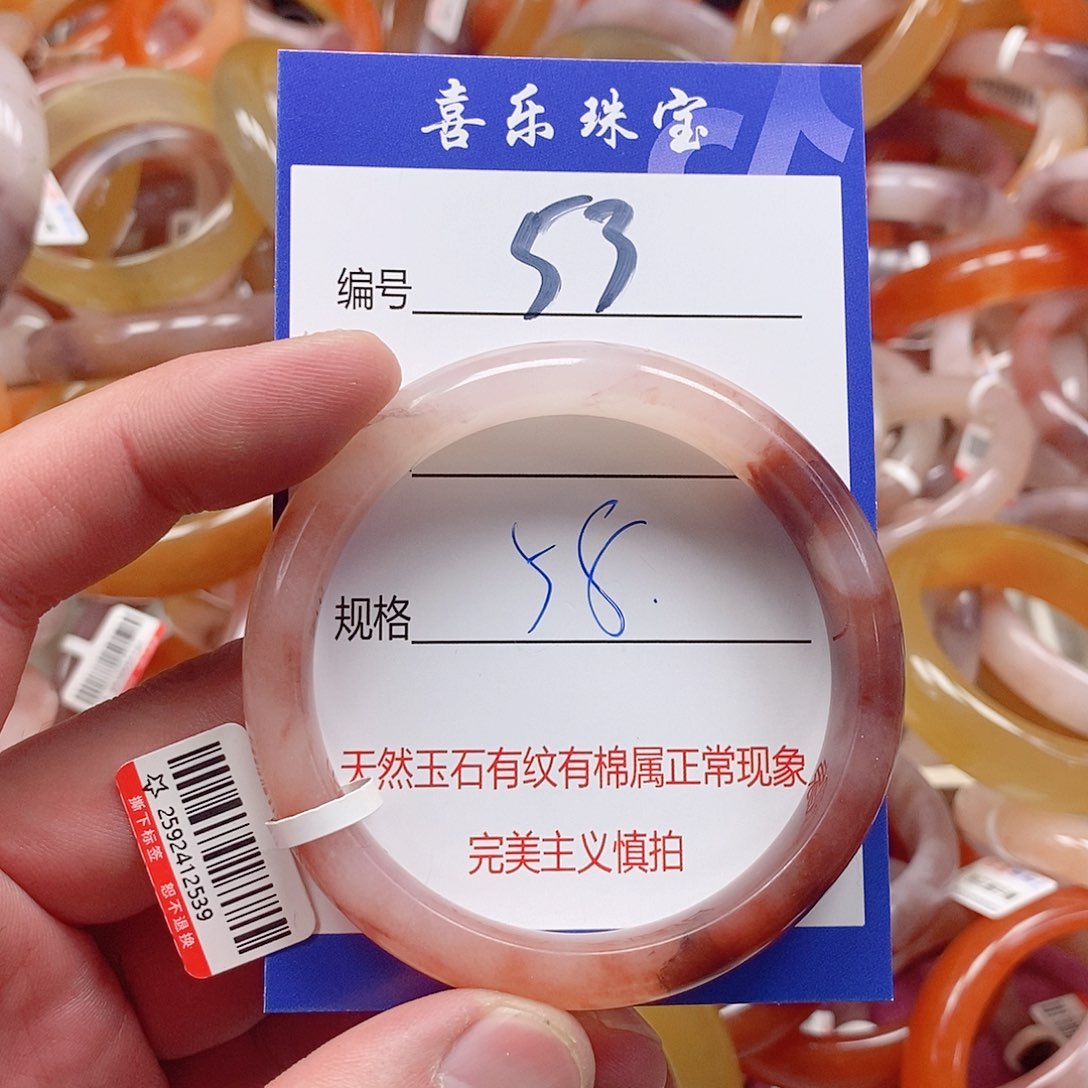 喜乐珠宝
编号 53
规格 58.
天然玉石有纹有棉属正常现象
完美主义慎拍
☆ 2592412539
撕下标签 恕不退换